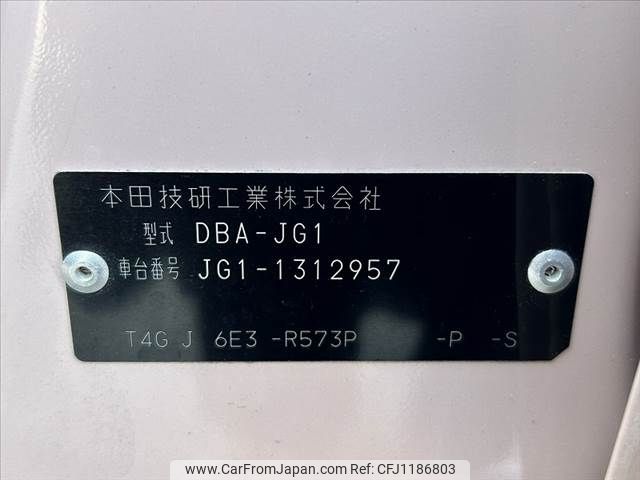 本田技研工業株式会社
型式 DBA-JG1
車台番号 JG1-1312957
T4G J 6E3 -R573P -P -S
www.CarFromJapan.com - CFJ1186803